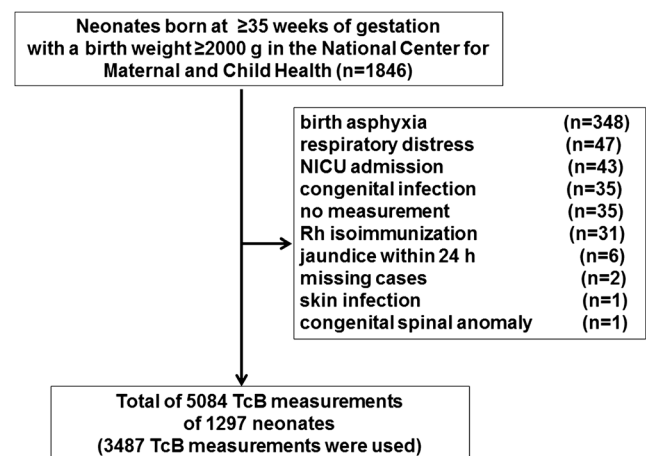 Neonates born at ≥35 weeks of gestation
with a birth weight ≥2000 g in the National Center for
Maternal and Child Health (n=1846)
birth asphyxia (n=348)
respiratory distress (n=47)
NICU admission (n=43)
congenital infection (n=35)
no measurement (n=35)
Rh isoimmunization (n=31)
jaundice within 24 h (n=6)
missing cases (n=2)
skin infection (n=1)
congenital spinal anomaly (n=1)
Total of 5084 TcB measurements
of 1297 neonates
(3487 TcB measurements were used)